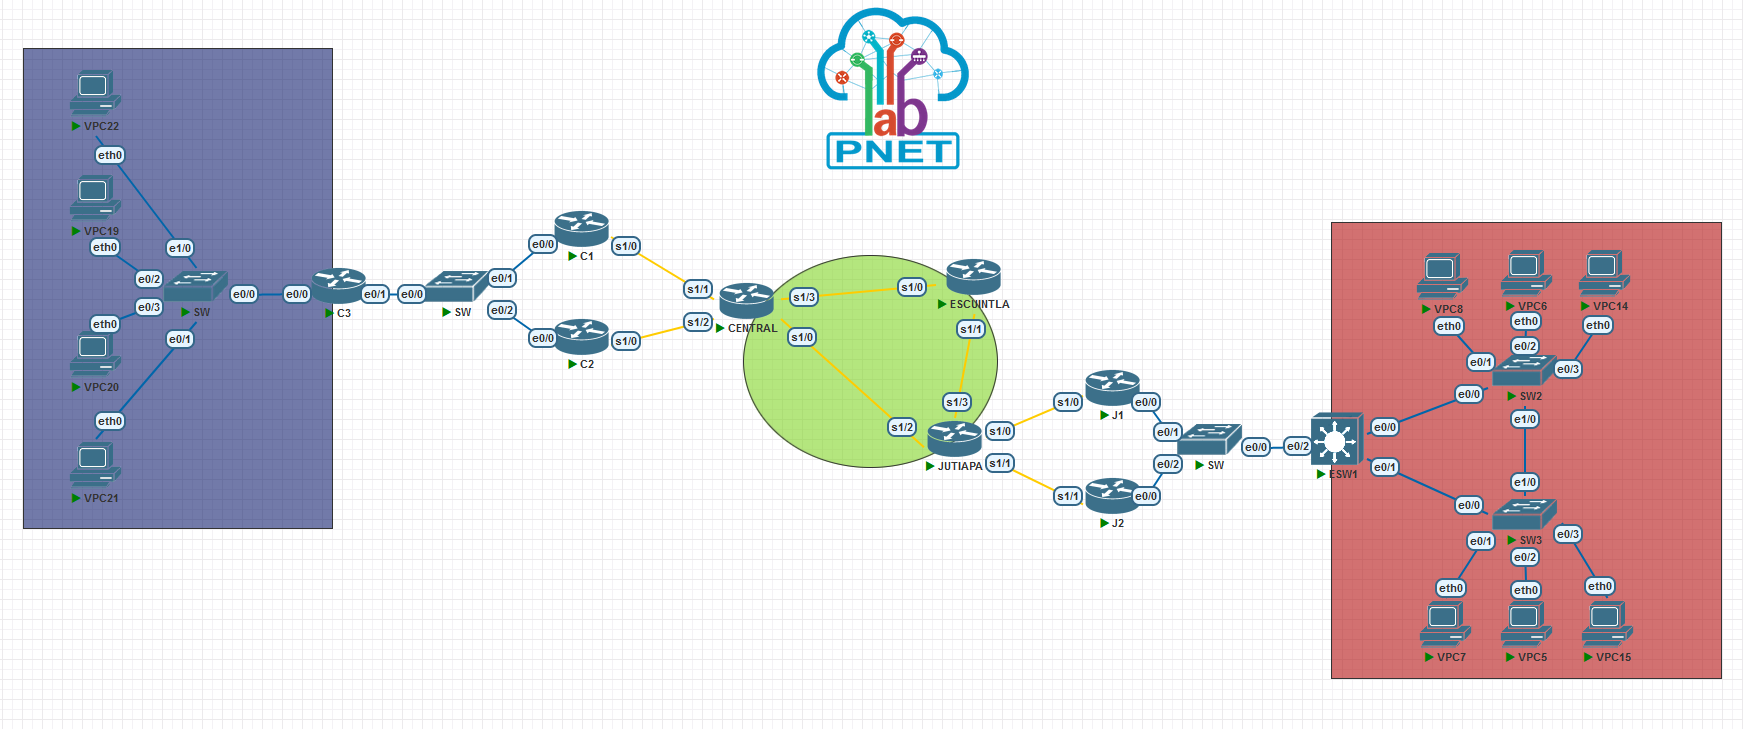 lab
PNET
VPC22
eth0
VPC19
eth0
e1/0
e0/2
e0/3
SW
e0/0
e0/0
C3
e0/1
e0/0
eth0
e0/1
VPC20
eth0
VPC21
SW
e0/1
e0/2
e0/0
C1
s1/0
e0/0
C2
s1/0
s1/1
s1/2
CENTRAL
s1/3
s1/0
s1/0
ESCUINTLA
s1/1
s1/3
s1/2
JUTIAPA
s1/0
s1/1
s1/0
J1
e0/0
s1/1
J2
e0/0
e0/1
e0/2
SW
e0/0
e0/2
ESW1
e0/0
e0/1
VPC8
eth0
VPC6
eth0
VPC14
eth0
e0/1
e0/2
e0/3
e0/0
SW2
e1/0
e1/0
e0/0
SW3
e0/1
e0/2
e0/3
eth0
eth0
eth0
VPC7
VPC5
VPC15